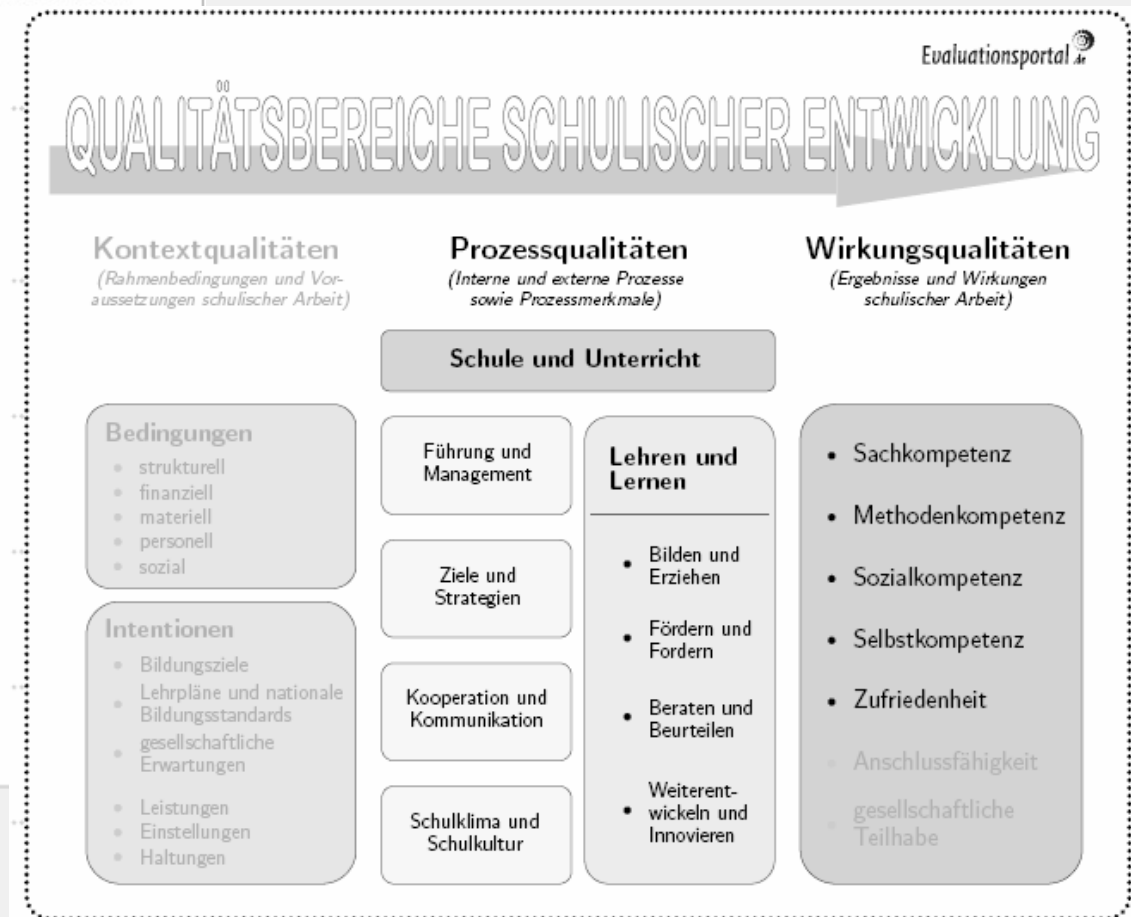 Evaluationsportal
QUALITÄTSBEREICHE SCHULISCHER ENTWICKLUNG
Kontextqualitäten
(Rahmenbedingungen und Vor-
aussetzungen schulischer Arbeit)
Prozessqualitäten
(Interne und externe Prozesse
sowie Prozessmerkmale)
Wirkungsqualitäten
(Ergebnisse und Wirkungen
schulischer Arbeit)
Schule und Unterricht
Bedingungen
• strukturell
• finanziell
• materiell
• personell
• sozial
Intentionen
• Bildungsziele
• Lehrpläne und nationale
Bildungsstandards
• gesellschaftliche
Erwartungen
• Leistungen
• Einstellungen
• Haltungen
Führung und
Management
Ziele und
Strategien
Kooperation und
Kommunikation
Schulklima und
Schulkultur
Lehren und
Lernen
• Bilden und
Erziehen
• Fördern und
Fordern
• Beraten und
Beurteilen
• Weiterent-
wickeln und
Innovieren
• Sachkompetenz
• Methodenkompetenz
• Sozialkompetenz
• Selbstkompetenz
• Zufriedenheit
• Anschlussfähigkeit
• gesellschaftliche
Teilhabe